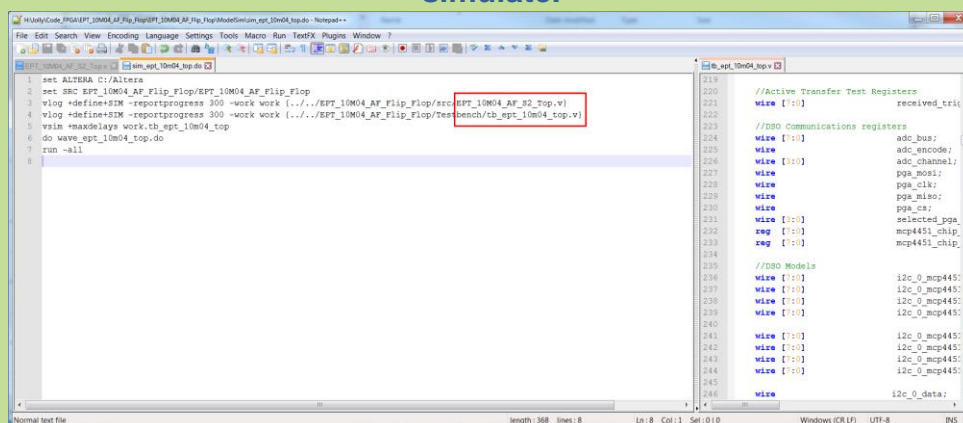 Simulator
H:\Jolly\Code_FPGA\EPT_10M04_AF_Flip_Flop\EPT_10M04_AF_Flip_Flop\ModelSim\sim_ept_10m04_top.do - Notepad++
File Edit Search View Encoding Language Settings Tools Macro Run TextFX Plugins Window ?
EPT_10M04_AF_S2_Top.v sim_ept_10m04_top.do
1 set ALTERA C:/Altera
2 set SRC EPT_10M04_AF_Flip_Flop/EPT_10M04_AF_Flip_Flop
3 vlog +define+SIM -reportprogress 300 -work work {../../EPT_10M04_AF_Flip_Flop/src/EPT_10M04_AF_S2_Top.v}
4 vlog +define+SIM -reportprogress 300 -work work {../../EPT_10M04_AF_Flip_Flop/Testbench/tb_ept_10m04_top.v}
5 vsim +maxdelays work.tb_ept_10m04_top
6 do wave_ept_10m04_top.do
7 run -all
8
tb_ept_10m04_top.v
219
220 //Active Transfer Test Registers
221 wire [7:0] received_trig
222
223 //DSO Communications registers
224 wire [7:0] adc_bus;
225 wire adc_encode;
226 wire [3:0] adc_channel;
227 wire pga_mosi;
228 wire pga_clk;
229 wire pga_miso;
230 wire pga_cs;
231 wire [3:0] selected_pga_
232 reg [7:0] mcp4451_chip_
233 reg [7:0] mcp4451_chip_
234
235 //DSO Models
236 wire [7:0] i2c_0_mcp445
237 wire [7:0] i2c_0_mcp445
238 wire [7:0] i2c_0_mcp445
239 wire [7:0] i2c_0_mcp445
240
241 wire [7:0] i2c_0_mcp445
242 wire [7:0] i2c_0_mcp445
243 wire [7:0] i2c_0_mcp445
244 wire [7:0] i2c_0_mcp445
245
246 wire i2c_0_data;
Normal text file length : 368 lines : 8 Ln : 8 Col : 1 Sel : 0 | 0 Windows (CR LF) UTF-8 INS